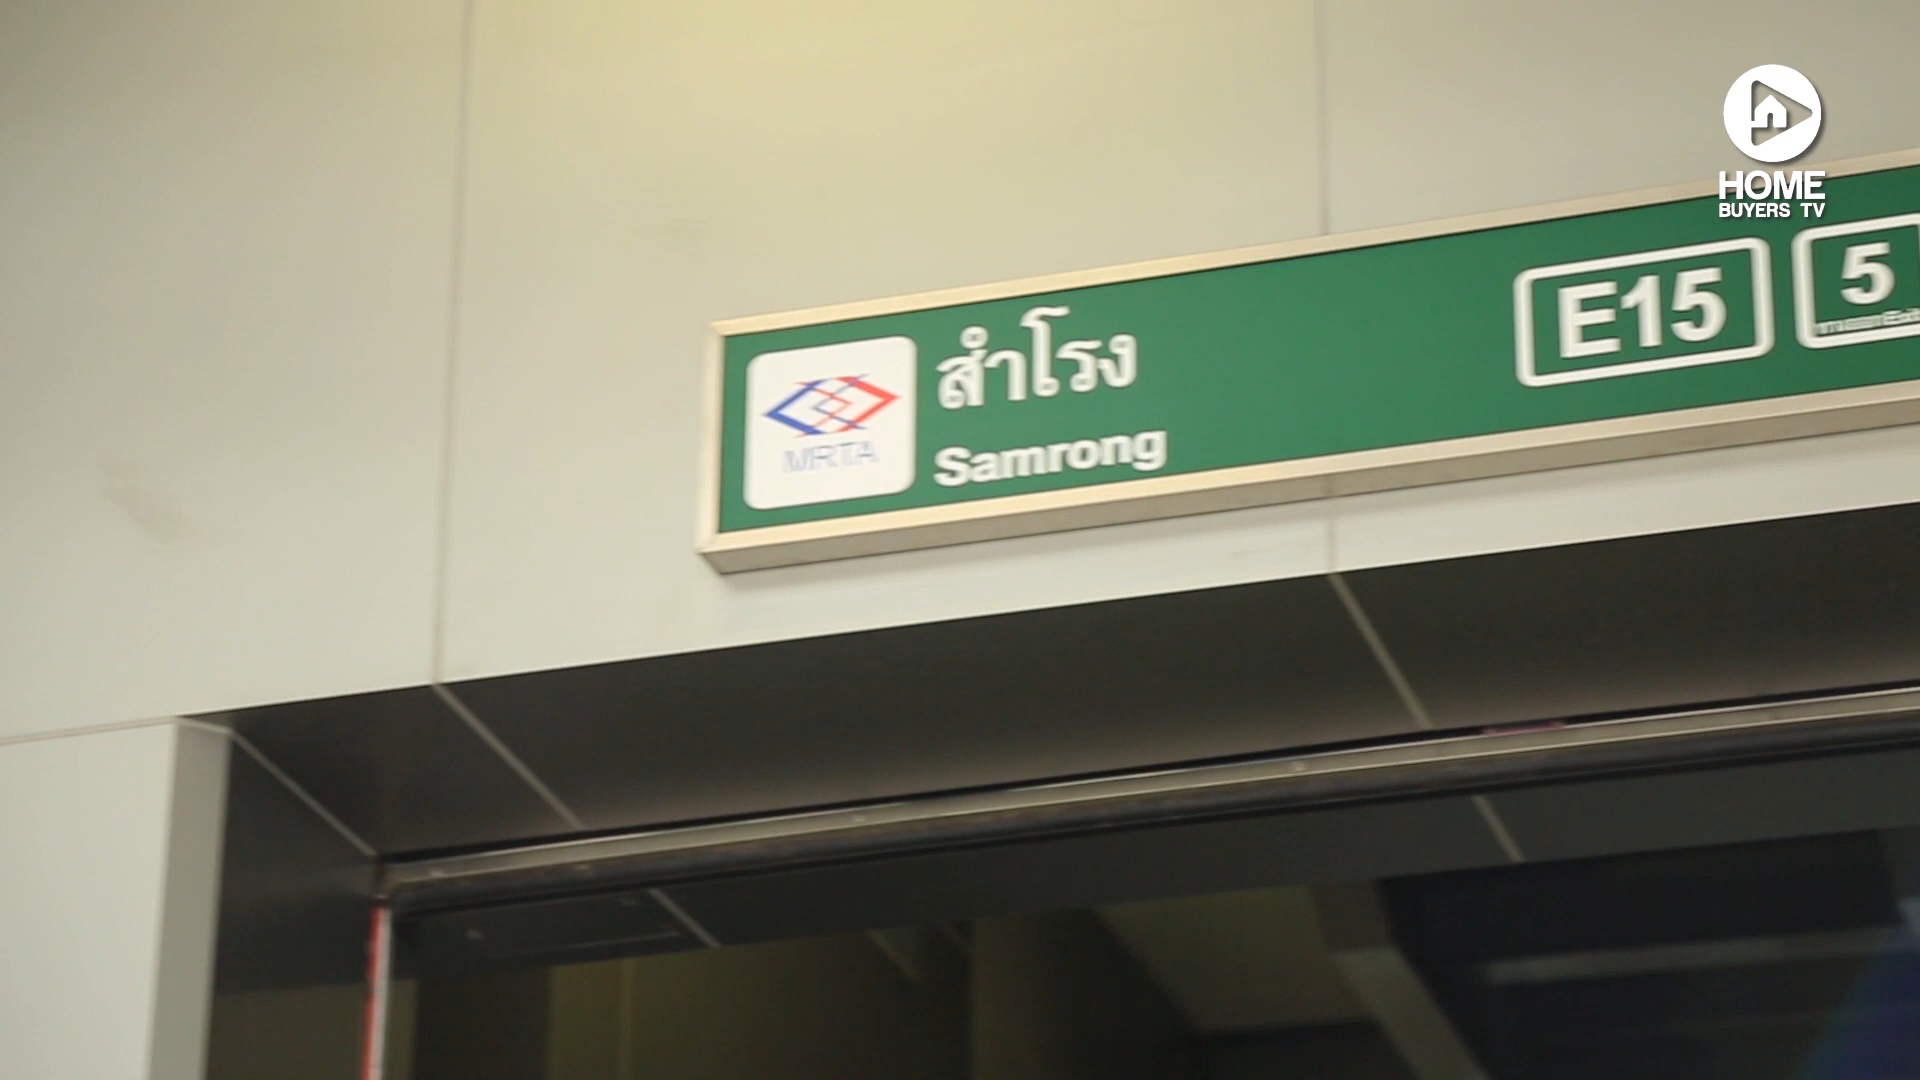 HOME
BUYERS TV
MRTA
สำโรง
Samrong
E15
5